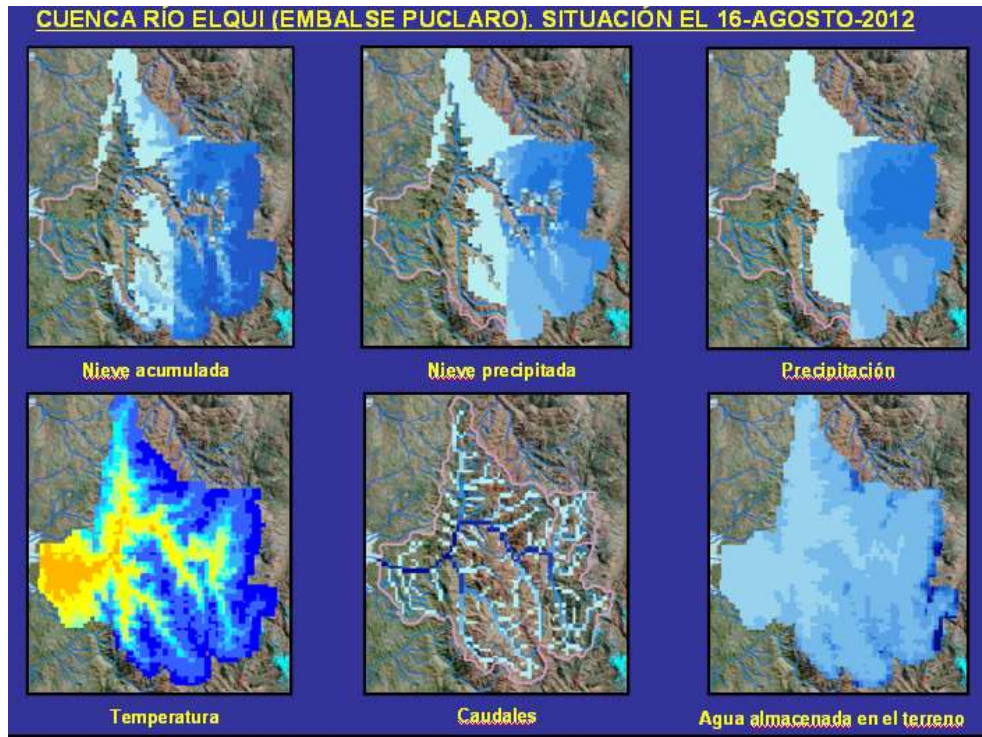 CUENCA RÍO ELQUI (EMBALSE PUCLARO). SITUACIÓN EL 16-AGOSTO-2012
Nieve acumulada
Nieve precipitada
Precipitación
Temperatura
Caudales
Agua almacenada en el terreno